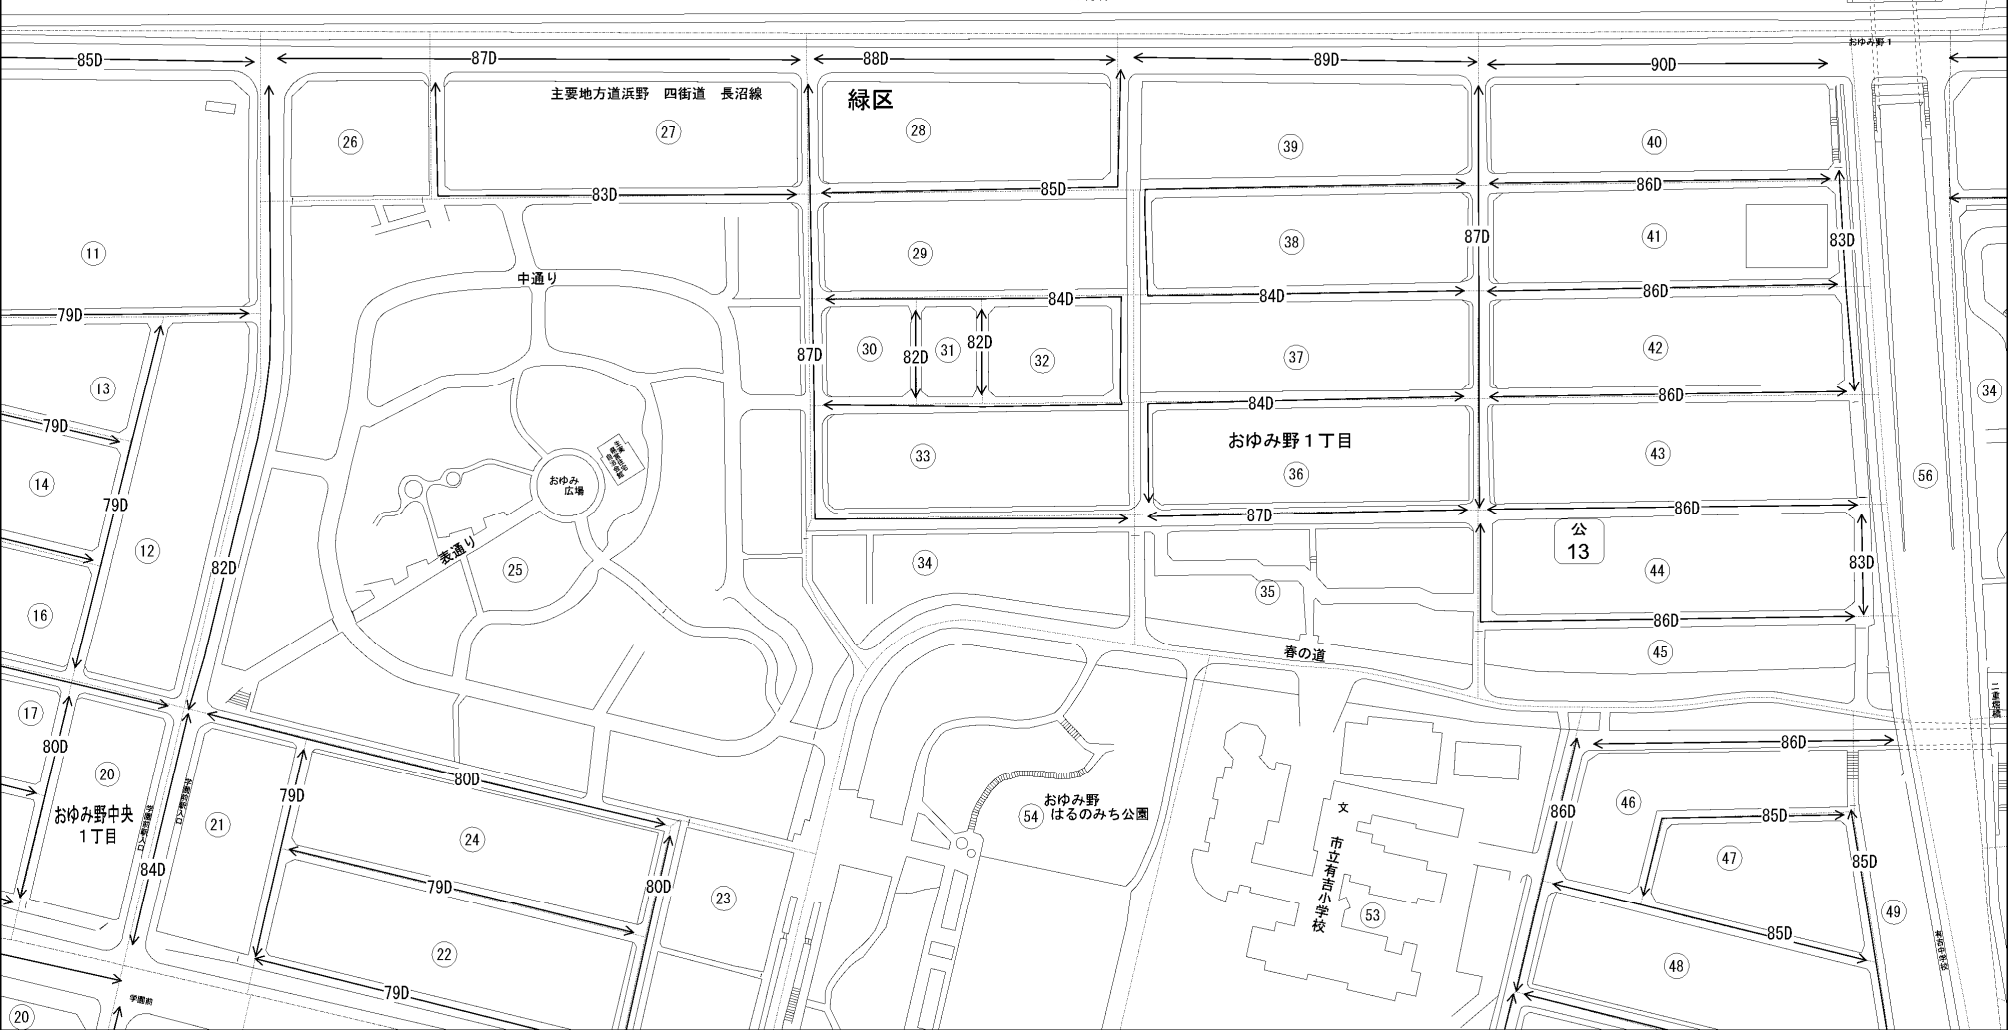 おゆみ野1
85D
87D
88D
89D
90D
主要地方道浜野 四街道 長沼線
緑区
26
27
28
39
40
83D
85D
86D
11
29
38
41
87D
83D
中通り
79D
84D
84D
86D
30
31
32
37
42
87D
82D
82D
13
34
79D
84D
86D
おゆみ野1丁目
14
33
36
43
56
おゆみ
広場
79D
87D
86D
公
13
表通り
12
82D
25
34
35
44
83D
16
86D
春の道
45
17
二重堀橋
80D
86D
20
80D
79D
おゆみ野中央
1丁目
21
24
54
おゆみ野
はるのみち公園
文
市立有吉小学校
86D
46
85D
47
85D
84D
79D
80D
23
53
49
22
85D
48
79D
学園前
20